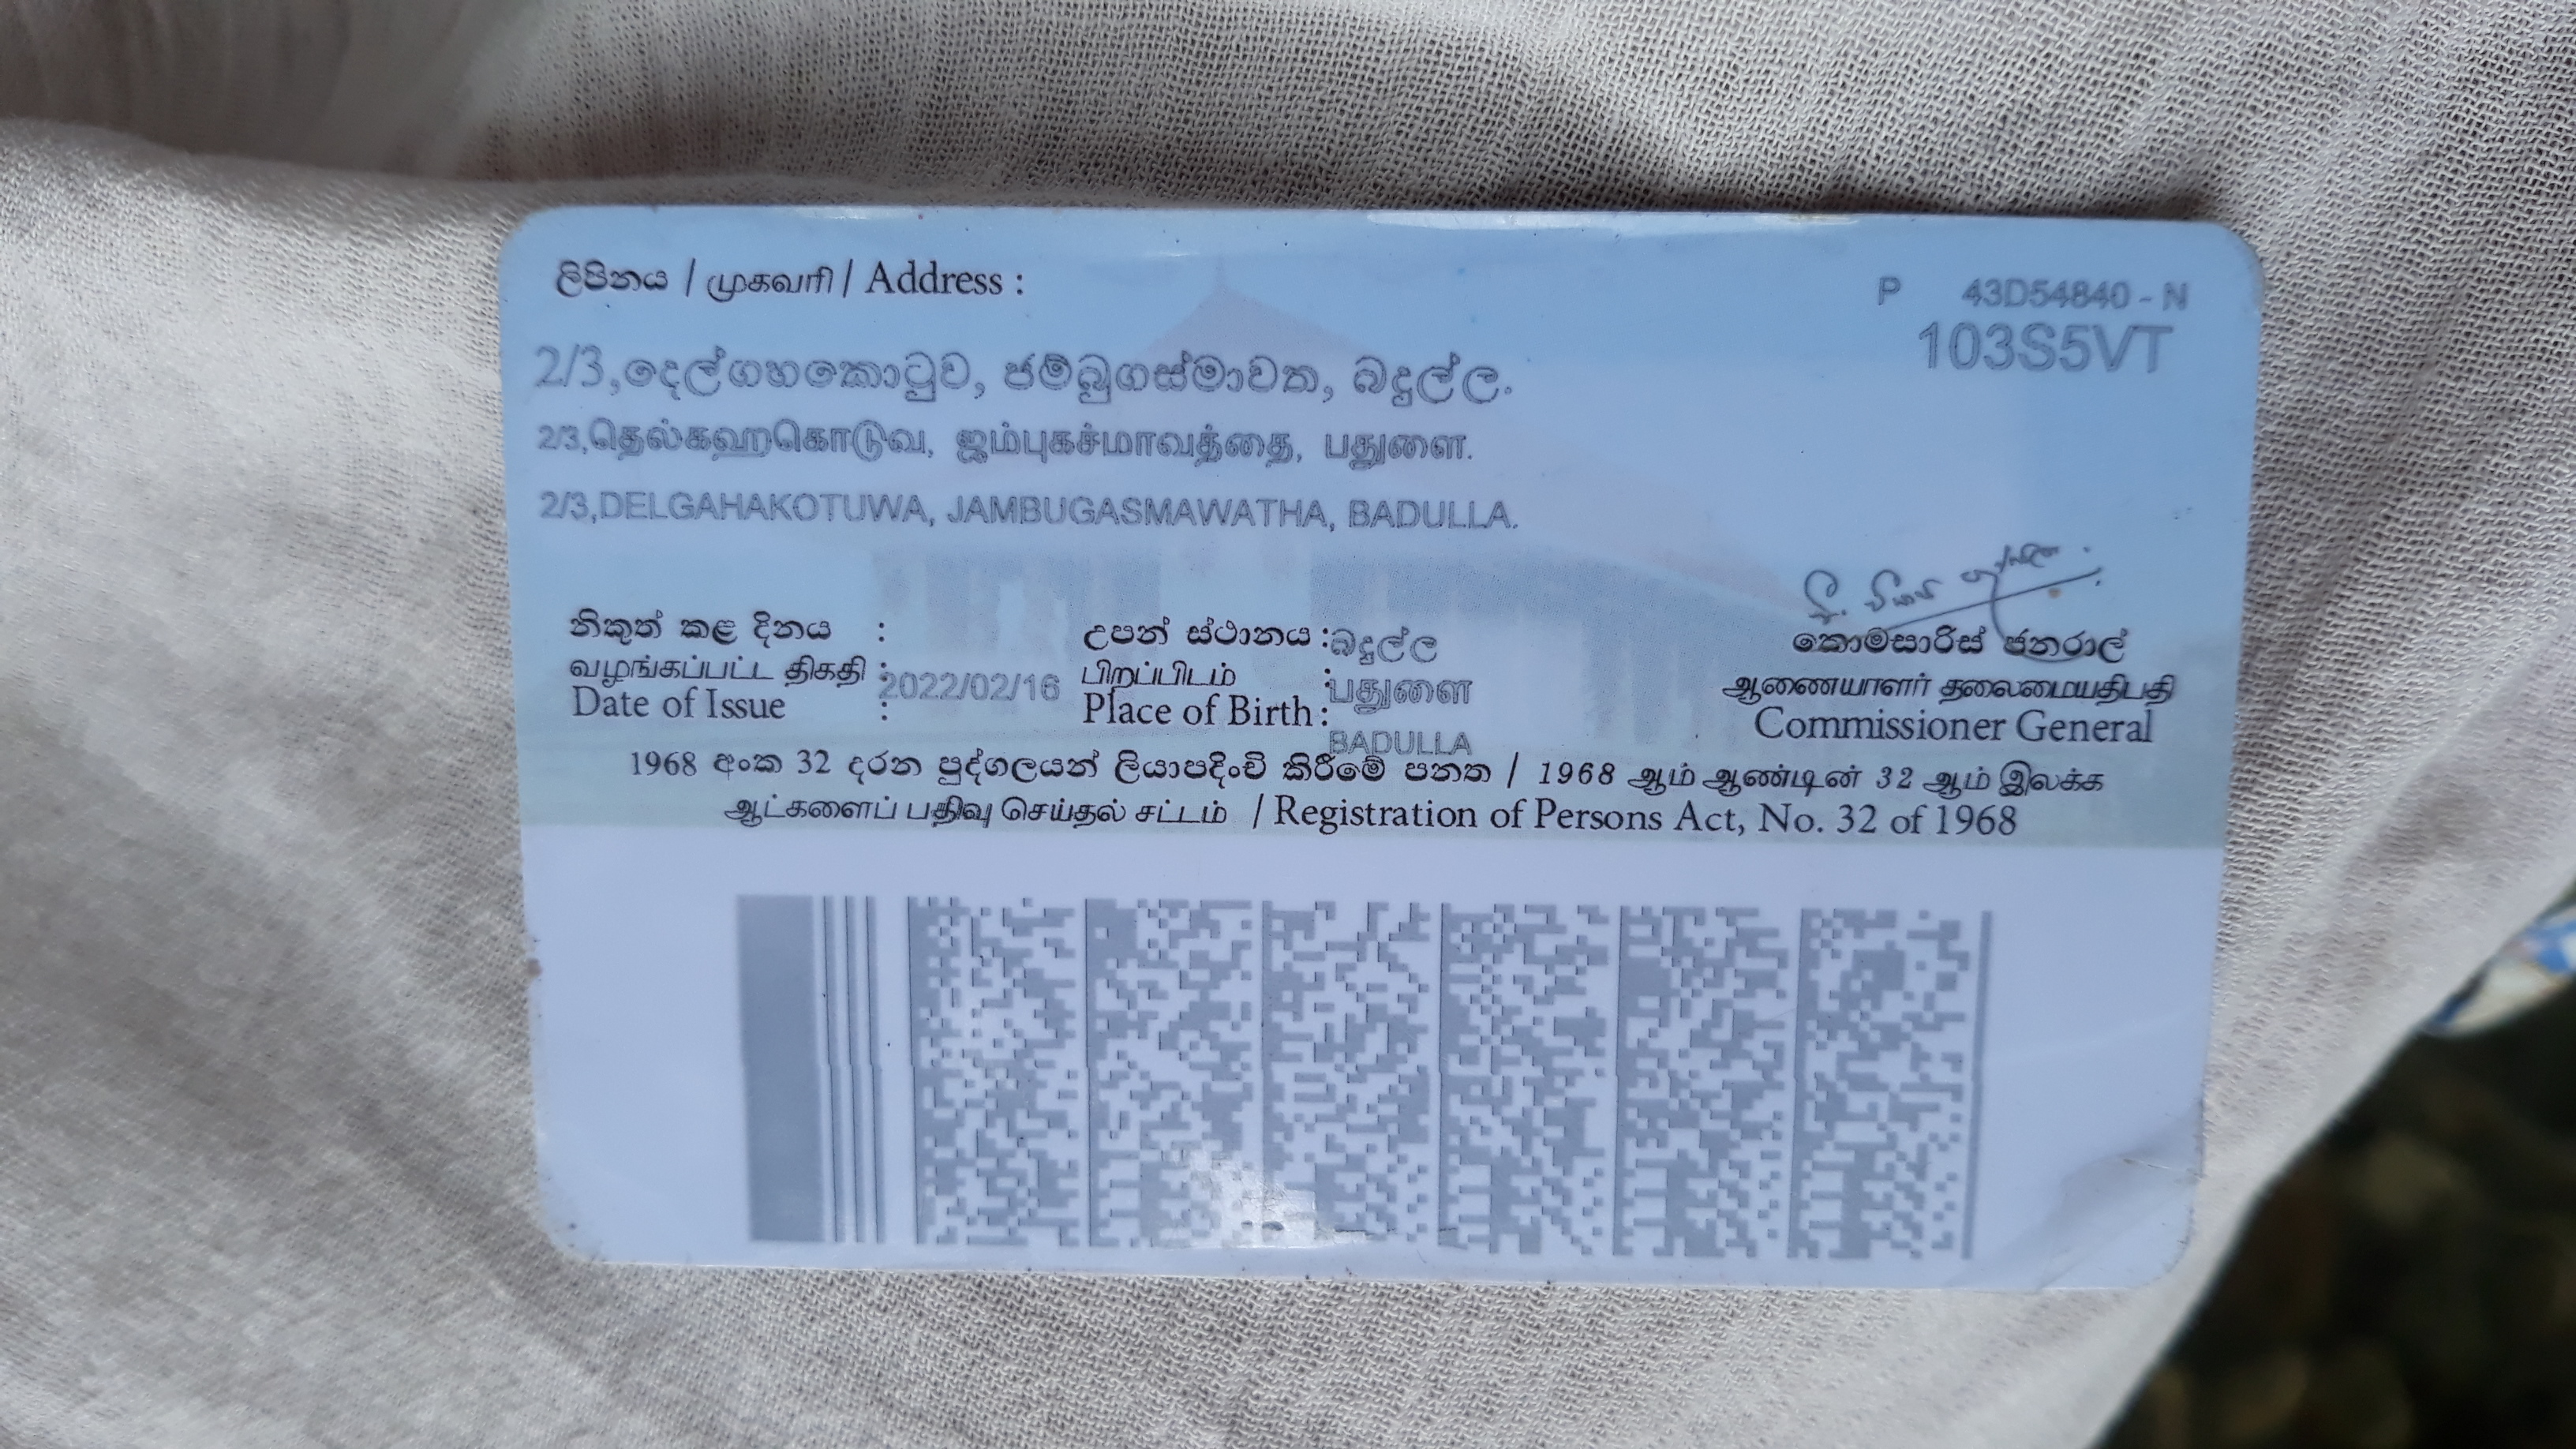 ලිපිනය / முகவரி / Address :
P 43D54840 - N
103S5VT
2/3,දෙල්ගහකොටුව, ජම්බුගස්මාවත, බදුල්ල.
2/3,தெல்கஹகொடுவ, ஜம்புகச்மாவத்தை, பதுளை.
2/3,DELGAHAKOTUWA, JAMBUGASMAWATHA, BADULLA.
නිකුත් කළ දිනය :
வழங்கப்பட்ட திகதி :
Date of Issue :
2022/02/16
උපන් ස්ථානය :බදුල්ල
பிறப்பிடம் :பதுளை
Place of Birth :
BADULLA
කොමසාරිස් ජනරාල්
ஆணையாளர் தலைமையதிபதி
Commissioner General
1968 අංක 32 දරන පුද්ගලයන් ලියාපදිංචි කිරීමේ පනත / 1968 ஆம் ஆண்டின் 32 ஆம் இலக்க
ஆட்களைப் பதிவு செய்தல் சட்டம் / Registration of Persons Act, No. 32 of 1968